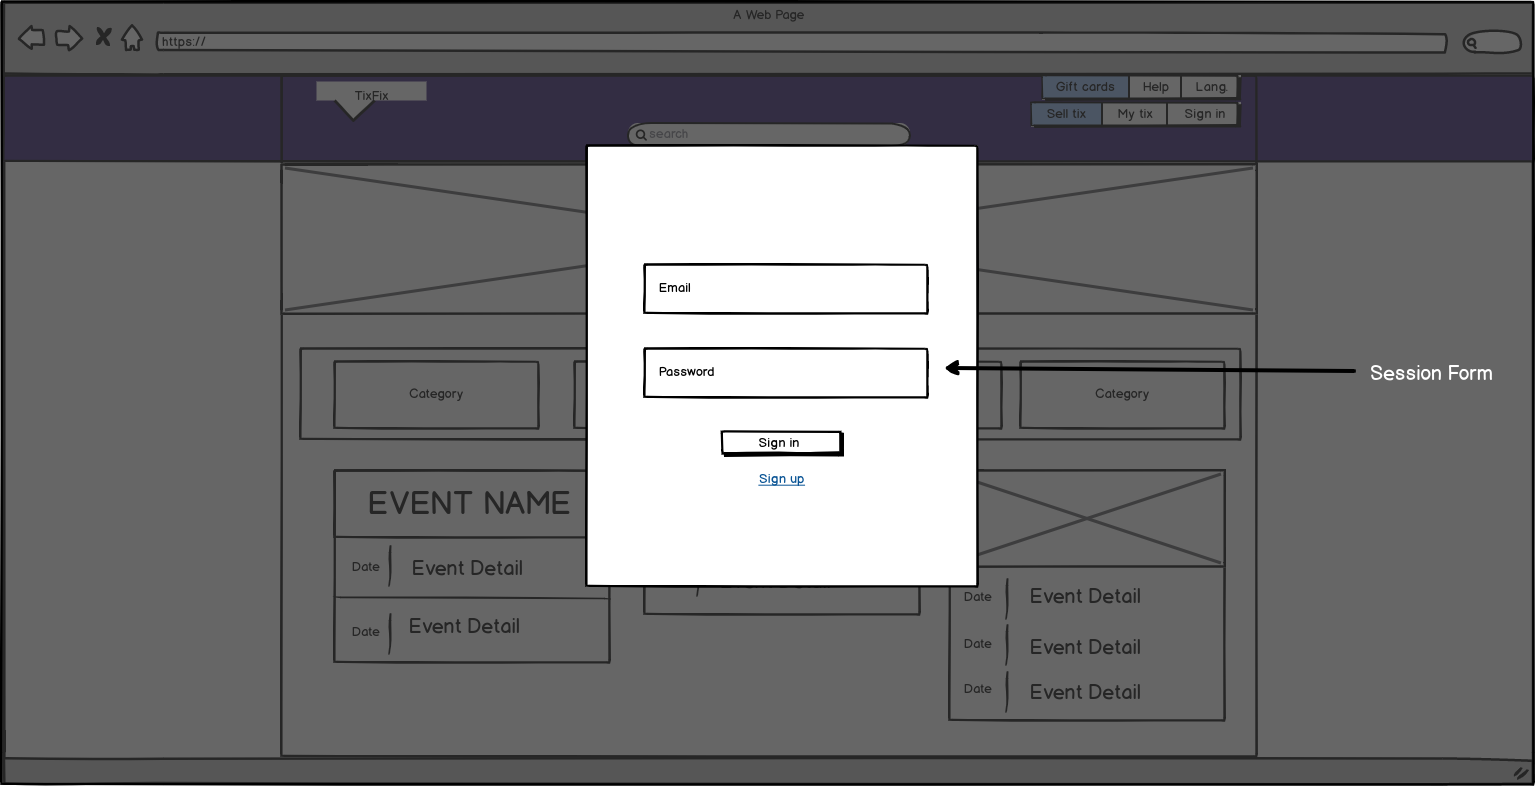 A Web Page
https://
TixFix
Gift cards Help Lang.
Sell tix My tix Sign in
search
Email
Password
Session Form
Category
Category
Sign in
Sign up
EVENT NAME
Date Event Detail
Date Event Detail
Date Event Detail
Date Event Detail
Date Event Detail